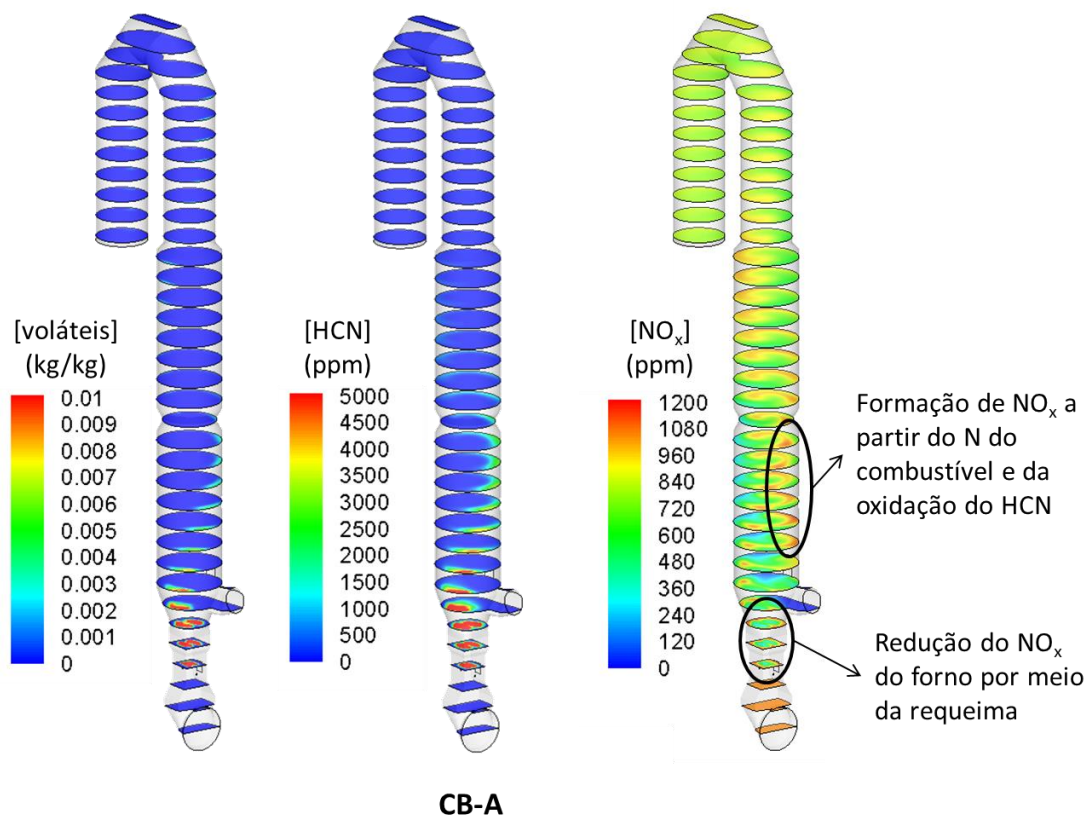 [voláteis]
(kg/kg)
0.01
0.009
0.008
0.007
0.006
0.005
0.004
0.003
0.002
0.001
0
[HCN]
(ppm)
5000
4500
4000
3500
3000
2500
2000
1500
1000
500
0
[NOx]
(ppm)
1200
1080
960
840
720
600
480
360
240
120
0
Formação de NOx a
partir do N do
combustível e da
oxidação do HCN
Redução do NOx
do forno por meio
da requeima
CB-A